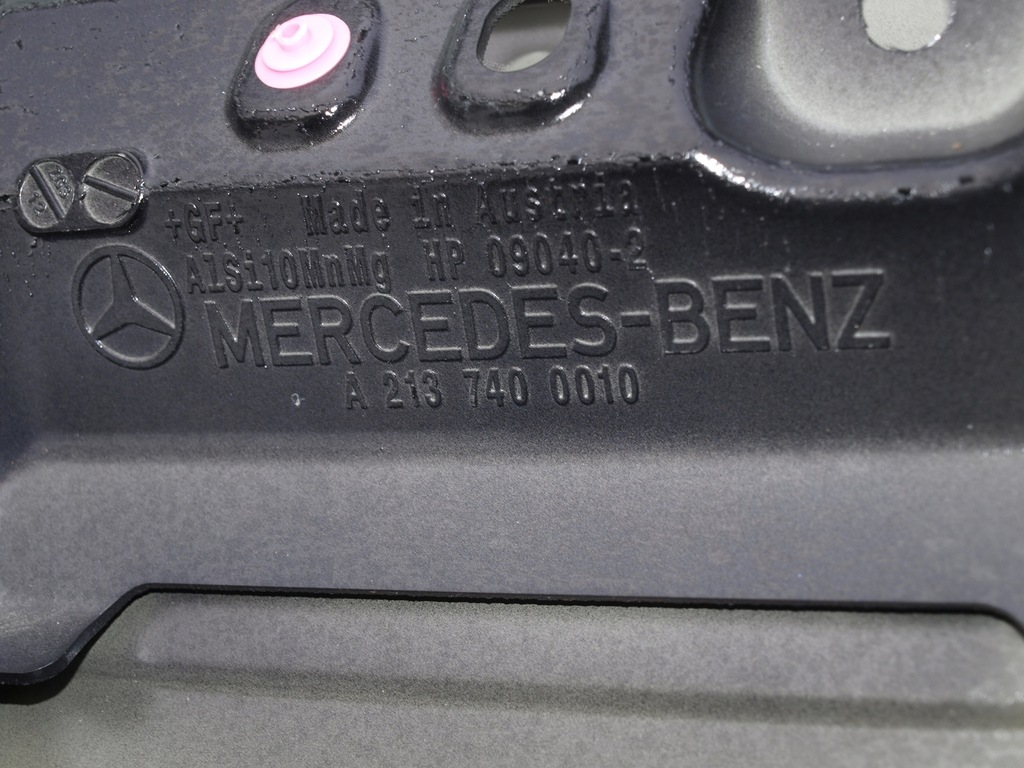 +GF+ Made in Austria
AlSi10MnMg HP 09040-2
MERCEDES-BENZ
A 213 740 0010